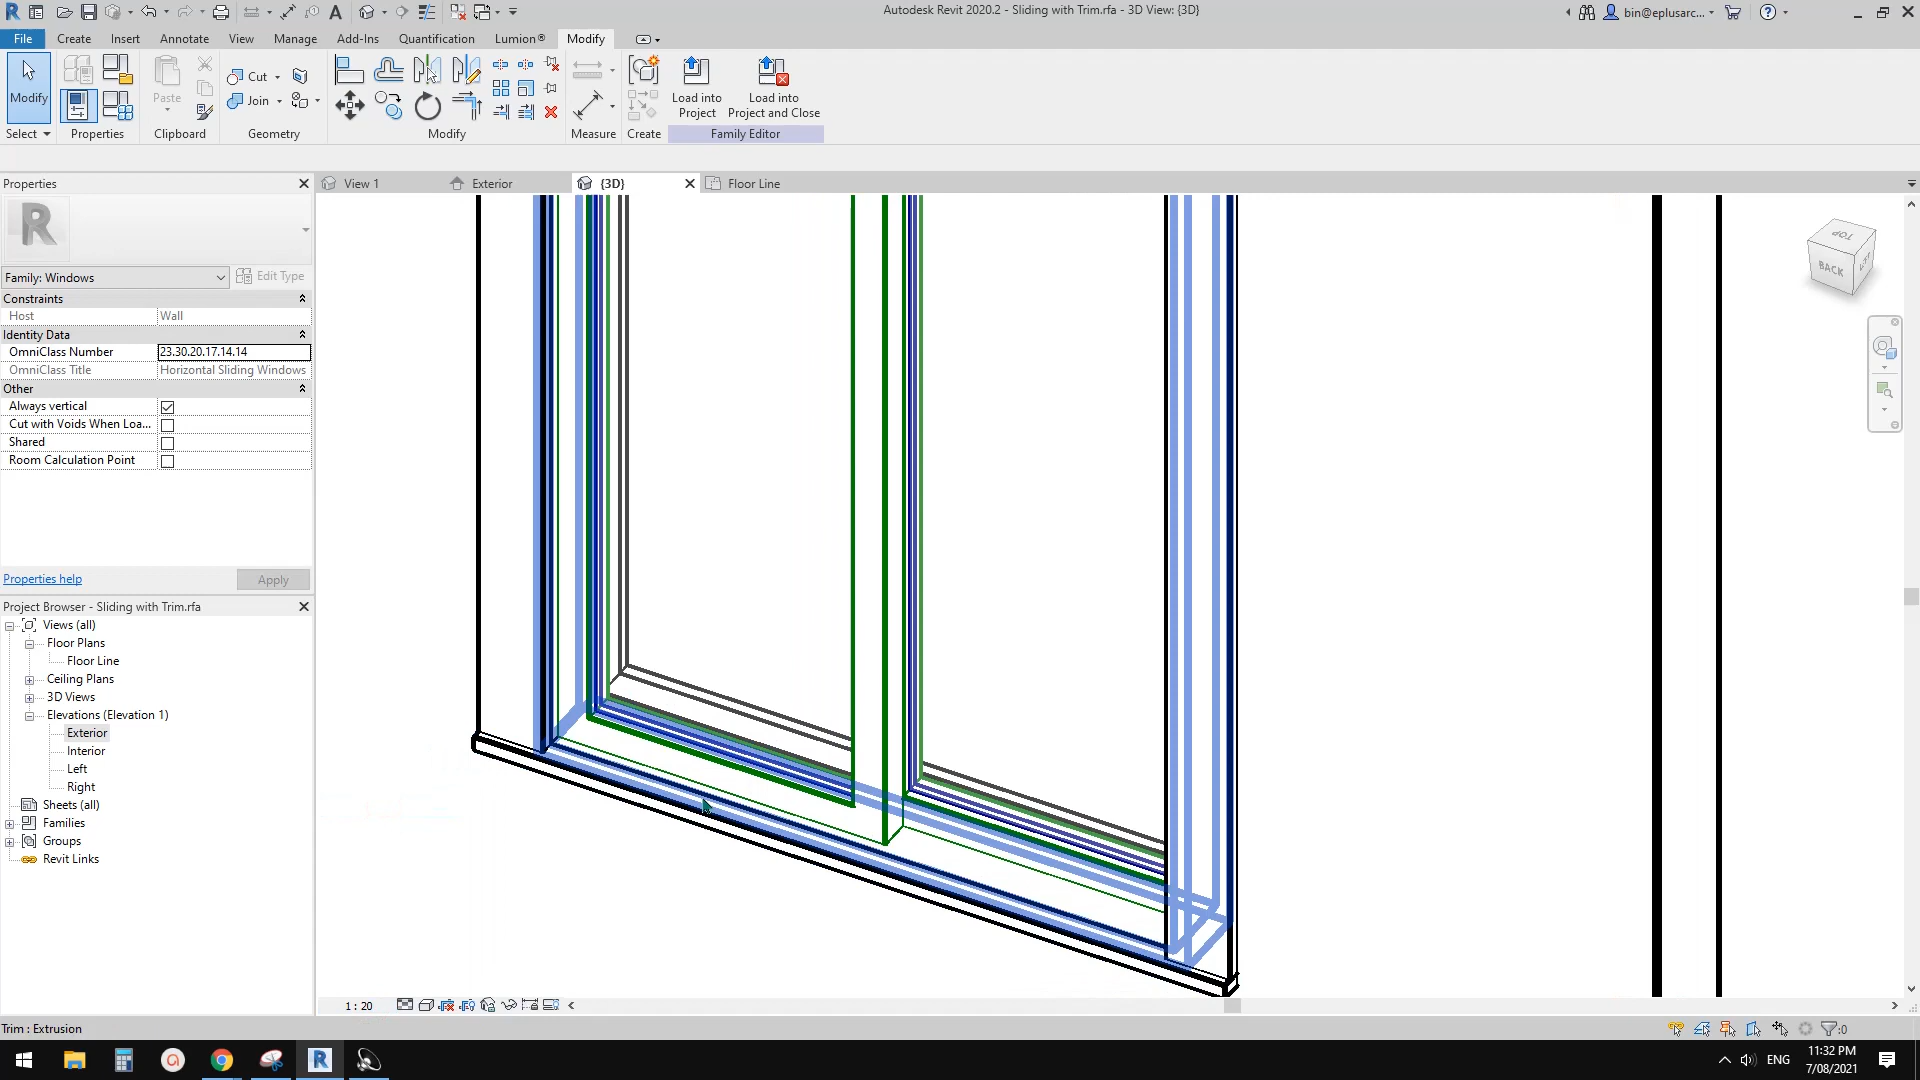 Autodesk Revit 2020.2 - Sliding with Trim.rfa - 3D View: {3D}
bin@eplusarc...
File Create Insert Annotate View Manage Add-Ins Quantification Lumion® Modify
Modify
Paste
Cut
Join
Load into
Project
Load into
Project and Close
Select Properties Clipboard Geometry Modify Measure Create Family Editor
Properties
View 1
Exterior
{3D}
Floor Line
Family: Windows
Edit Type
Constraints
Host Wall
Identity Data
OmniClass Number 23.30.20.17.14.14
OmniClass Title Horizontal Sliding Windows
Other
Always vertical
Cut with Voids When Loa...
Shared
Room Calculation Point
Properties help
Apply
Project Browser - Sliding with Trim.rfa
Views (all)
Floor Plans
Floor Line
Ceiling Plans
3D Views
Elevations (Elevation 1)
Exterior
Interior
Left
Right
Sheets (all)
Families
Groups
Revit Links
TOP
BACK
1 : 20
Trim : Extrusion
:0
ENG
11:32 PM
7/08/2021